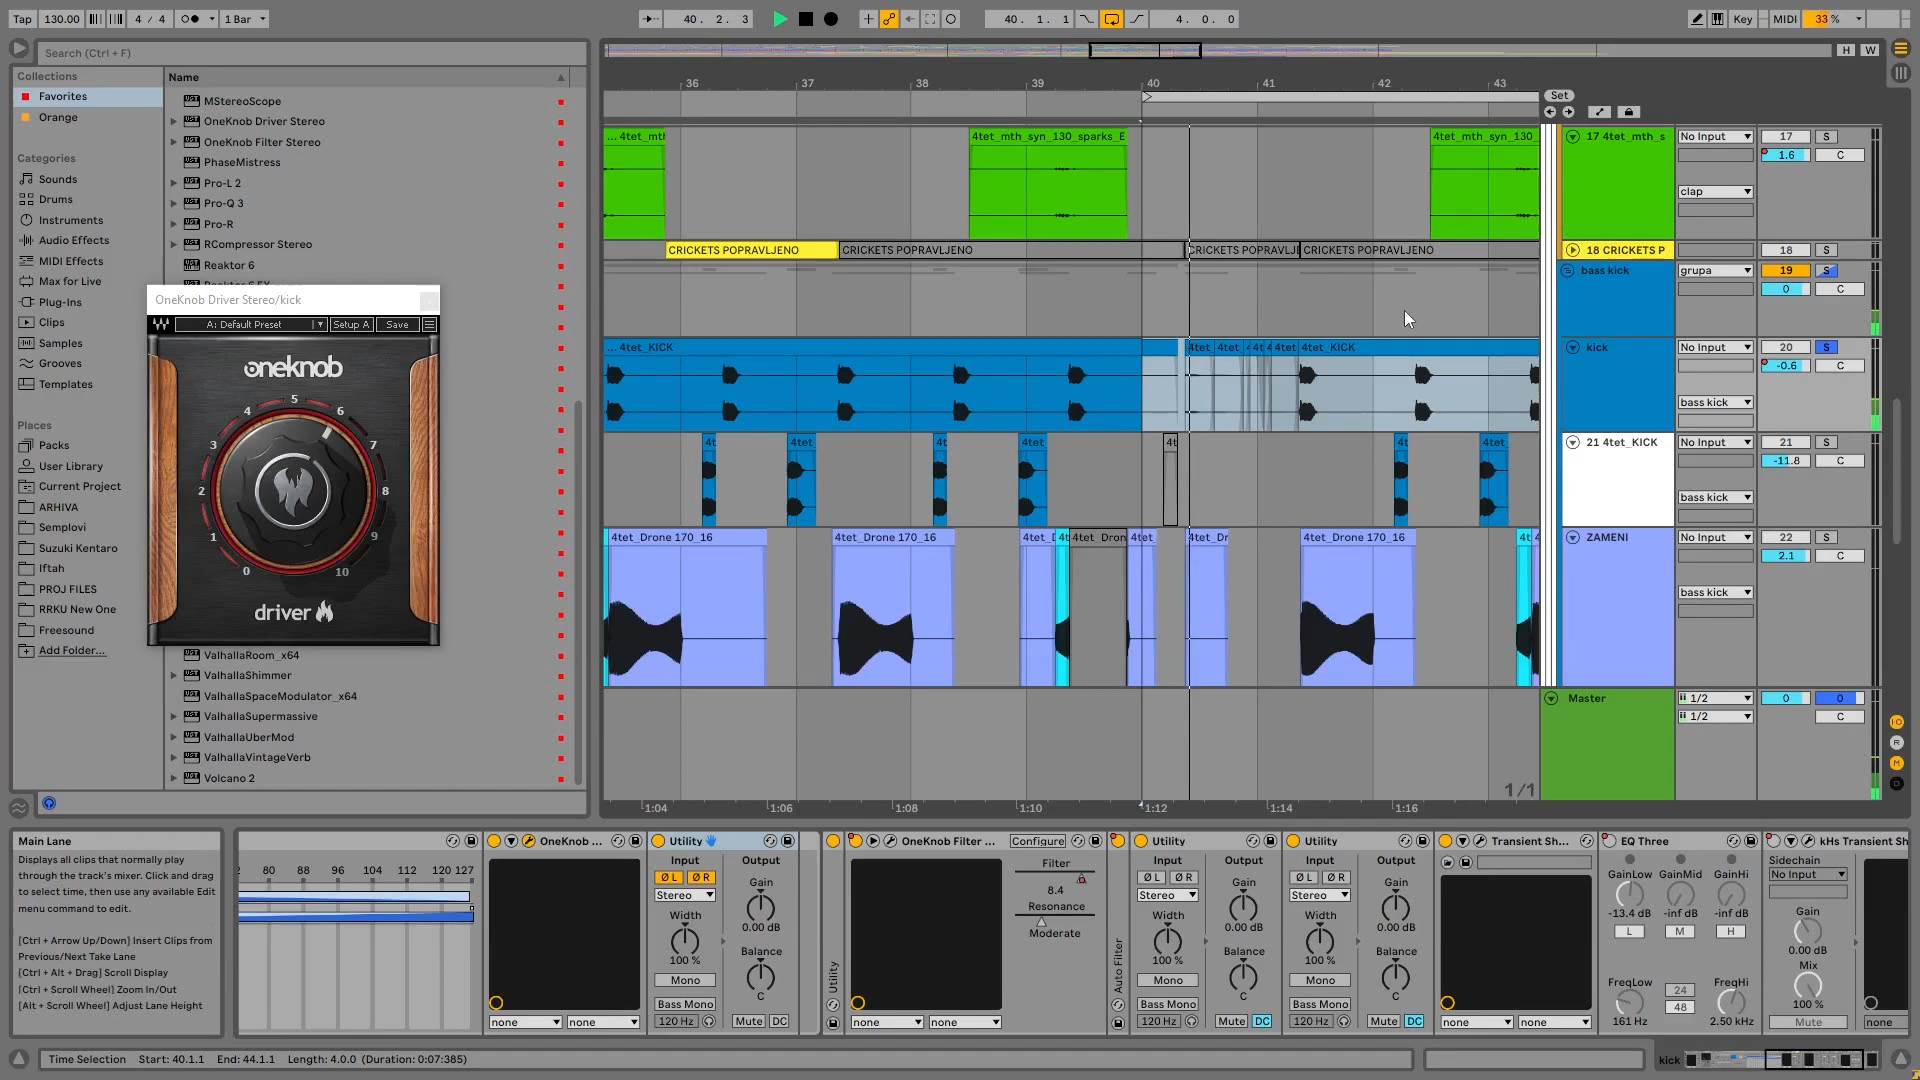 Tap 130.00 4 / 4 1 Bar
40. 2. 3 40. 1. 1 4. 0. 0
Key MIDI 33 %
Search (Ctrl + F)
H W
Collections
Favorites
Orange
Categories
Sounds
Drums
Instruments
Audio Effects
MIDI Effects
Max for Live
Plug-Ins
Clips
Samples
Grooves
Templates
Places
Packs
User Library
Current Project
ARHIVA
Semplovi
Suzuki Kentaro
Iftah
PROJ FILES
RRKU New One
Freesound
Add Folder...
Name
MStereoScope
OneKnob Driver Stereo
OneKnob Filter Stereo
PhaseMistress
Pro-L 2
Pro-Q 3
Pro-R
RCompressor Stereo
Reaktor 6
ValhallaRoom_x64
ValhallaShimmer
ValhallaSpaceModulator_x64
ValhallaSupermassive
ValhallaUberMod
ValhallaVintageVerb
Volcano 2
OneKnob Driver Stereo/kick
A: Default Preset Setup A Save
oneknob
0 1 2 3 4 5 6 7 8 9 10
driver
36 37 38 39 40 41 42 43
Set
... 4tet_mth 4tet_mth_syn_130_sparks_E 4tet_mth_syn_130_
17 4tet_mth_s No Input 17 S
1.6 C
clap
CRICKETS POPRAVLJENO CRICKETS POPRAVLJENO CRICKETS POPRAVLJE CRICKETS POPRAVLJENO
18 CRICKETS P 18 S
bass kick grupa 19 S
0 C
... 4tet_KICK 4tet 4tet 4t 4 4tet 4tet_KICK
kick No Input 20 S
-0.6 C
bass kick
4t 4tet 4t 4tet 4t 4t 4tet
21 4tet_KICK No Input 21 S
-11.8 C
bass kick
4tet_Drone 170_16 4tet_Drone 170_16 4tet_D 4t 4tet_Dron 4tet_ 4tet_Dr 4tet_Drone 170_16 4t
ZAMENI No Input 22 S
2.1 C
bass kick
Master 1/2 0 0
1/2 C
1/1
1:04 1:06 1:08 1:10 1:12 1:14 1:16
Main Lane
Displays all clips that normally play
through the track's mixer. Click and drag
to select time, then use any available Edit
menu command to edit.
[Ctrl + Arrow Up/Down] Insert Clips from
Previous/Next Take Lane
[Ctrl + Alt + Drag] Scroll Display
[Ctrl + Scroll Wheel] Zoom In/Out
[Alt + Scroll Wheel] Adjust Lane Height
80 88 96 104 112 120 127
OneKnob ...
none none
Utility
Input Output
Ø L Ø R Gain
Stereo
Width 0.00 dB
Balance
100 %
Mono
Bass Mono C
120 Hz Mute DC
Utility
OneKnob Filter ... Configure
Filter
8.4
Resonance
Moderate
none none
Auto Filter
Utility
Input Output
Ø L Ø R Gain
Stereo
Width 0.00 dB
Balance
100 %
Mono
Bass Mono C
120 Hz Mute DC
Utility
Input Output
Ø L Ø R Gain
Stereo
Width 0.00 dB
Balance
100 %
Mono
Bass Mono C
120 Hz Mute DC
Transient Sh...
none none
EQ Three
GainLow GainMid GainHi
-13.4 dB -inf dB -inf dB
L M H
FreqLow 24 FreqHi
48
161 Hz 2.50 kHz
kHs Transient Sh
Sidechain
No Input
Gain
0.00 dB
Mix
100 %
Mute
none
Time Selection Start: 40.1.1 End: 44.1.1 Length: 4.0.0 (Duration: 0:07:385)
kick